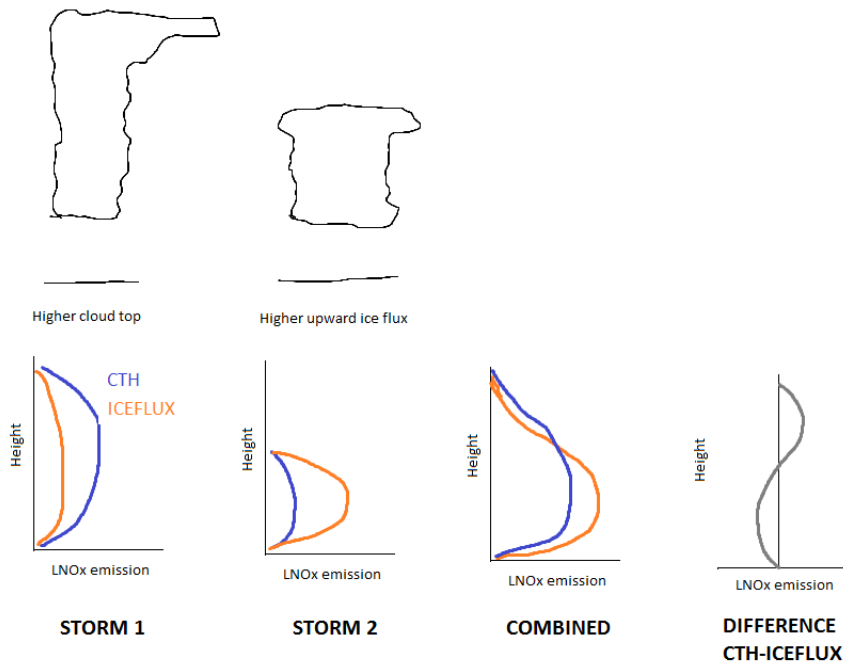 Higher cloud top
Higher upward ice flux
CTH
ICEFLUX
Height
Height
Height
Height
LNOx emission
LNOx emission
LNOx emission
LNOx emission
STORM 1
STORM 2
COMBINED
DIFFERENCE
CTH-ICEFLUX